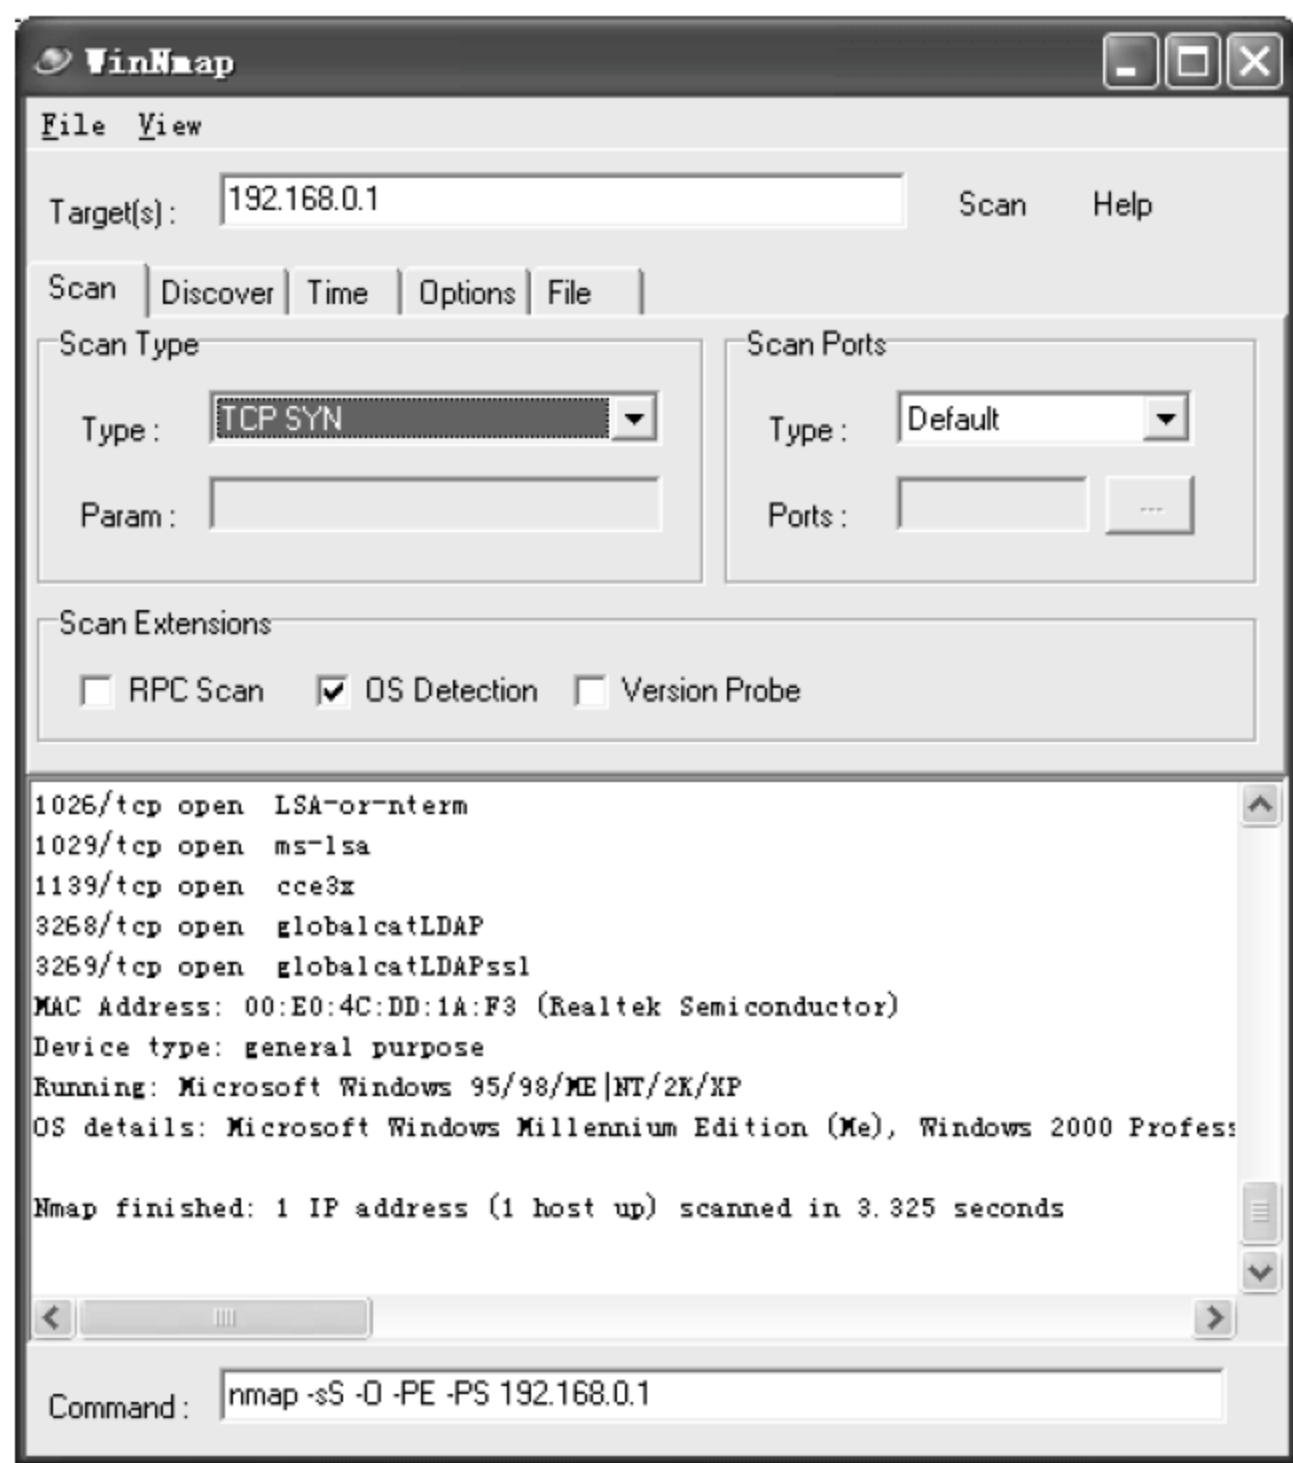 WinNmap
File View
Target(s) : 192.168.0.1 Scan Help
Scan Discover Time Options File
Scan Type Scan Ports
Type : TCP SYN Type : Default
Param : Ports : ...
Scan Extensions
RPC Scan OS Detection Version Probe
1026/tcp open LSA-or-nterm
1029/tcp open ms-lsa
1139/tcp open cce3x
3268/tcp open globalcatLDAP
3269/tcp open globalcatLDAPssl
MAC Address: 00:E0:4C:DD:1A:F3 (Realtek Semiconductor)
Device type: general purpose
Running: Microsoft Windows 95/98/ME|NT/2K/XP
OS details: Microsoft Windows Millennium Edition (Me), Windows 2000 Profess
Nmap finished: 1 IP address (1 host up) scanned in 3.325 seconds
Command : nmap -sS -O -PE -PS 192.168.0.1